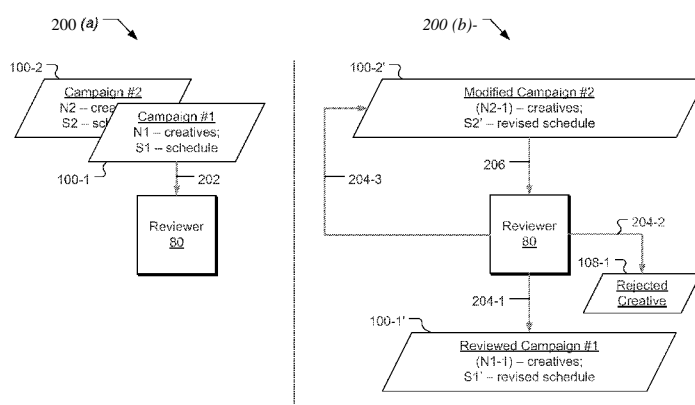 200 (a)
100-2
Campaign #2
N2 – crea
S2 – sch
Campaign #1
N1 – creatives;
S1 – schedule
100-1
202
Reviewer
80
200 (b)-
100-2'
Modified Campaign #2
(N2-1) – creatives;
S2' – revised schedule
204-3
206
Reviewer
80
204-2
108-1
Rejected
Creative
204-1
100-1'
Reviewed Campaign #1
(N1-1) – creatives;
S1' – revised schedule